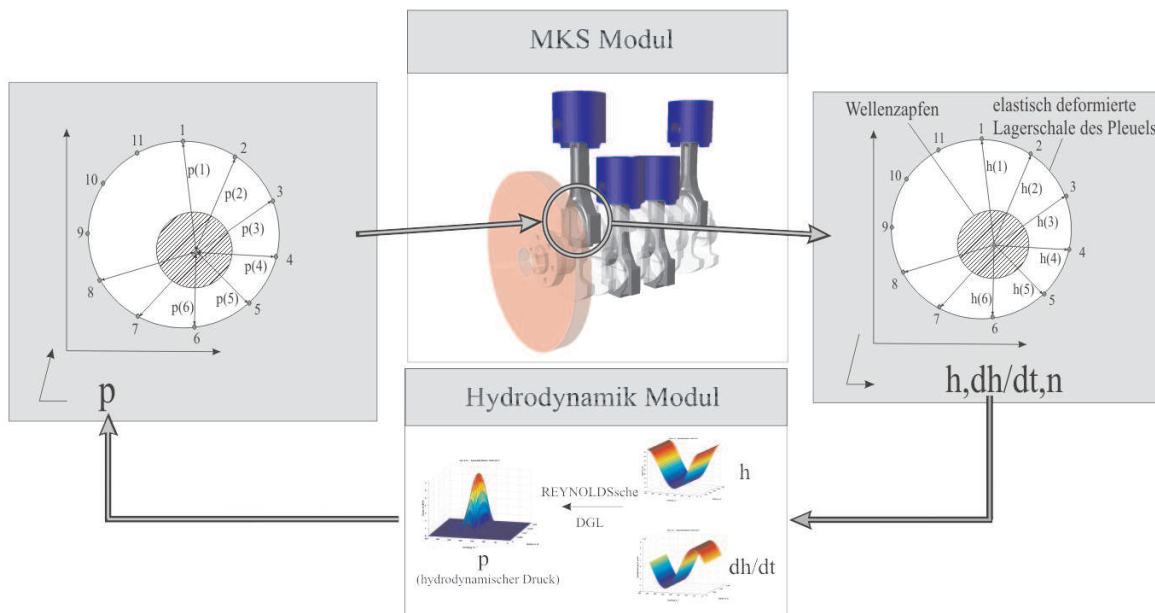 MKS Modul
1
2
3
4
5
6
7
8
9
10
11
p(1)
p(2)
p(3)
p(4)
p(5)
p(6)
p
Wellenzapfen
elastisch deformierte
Lagerschale des Pleuels
1
2
3
4
5
6
7
8
9
10
11
h(1)
h(2)
h(3)
h(4)
h(5)
h(6)
h,dh/dt,n
Hydrodynamik Modul
h
REYNOLDSsche
DGL
p
(hydrodynamischer Druck)
dh/dt